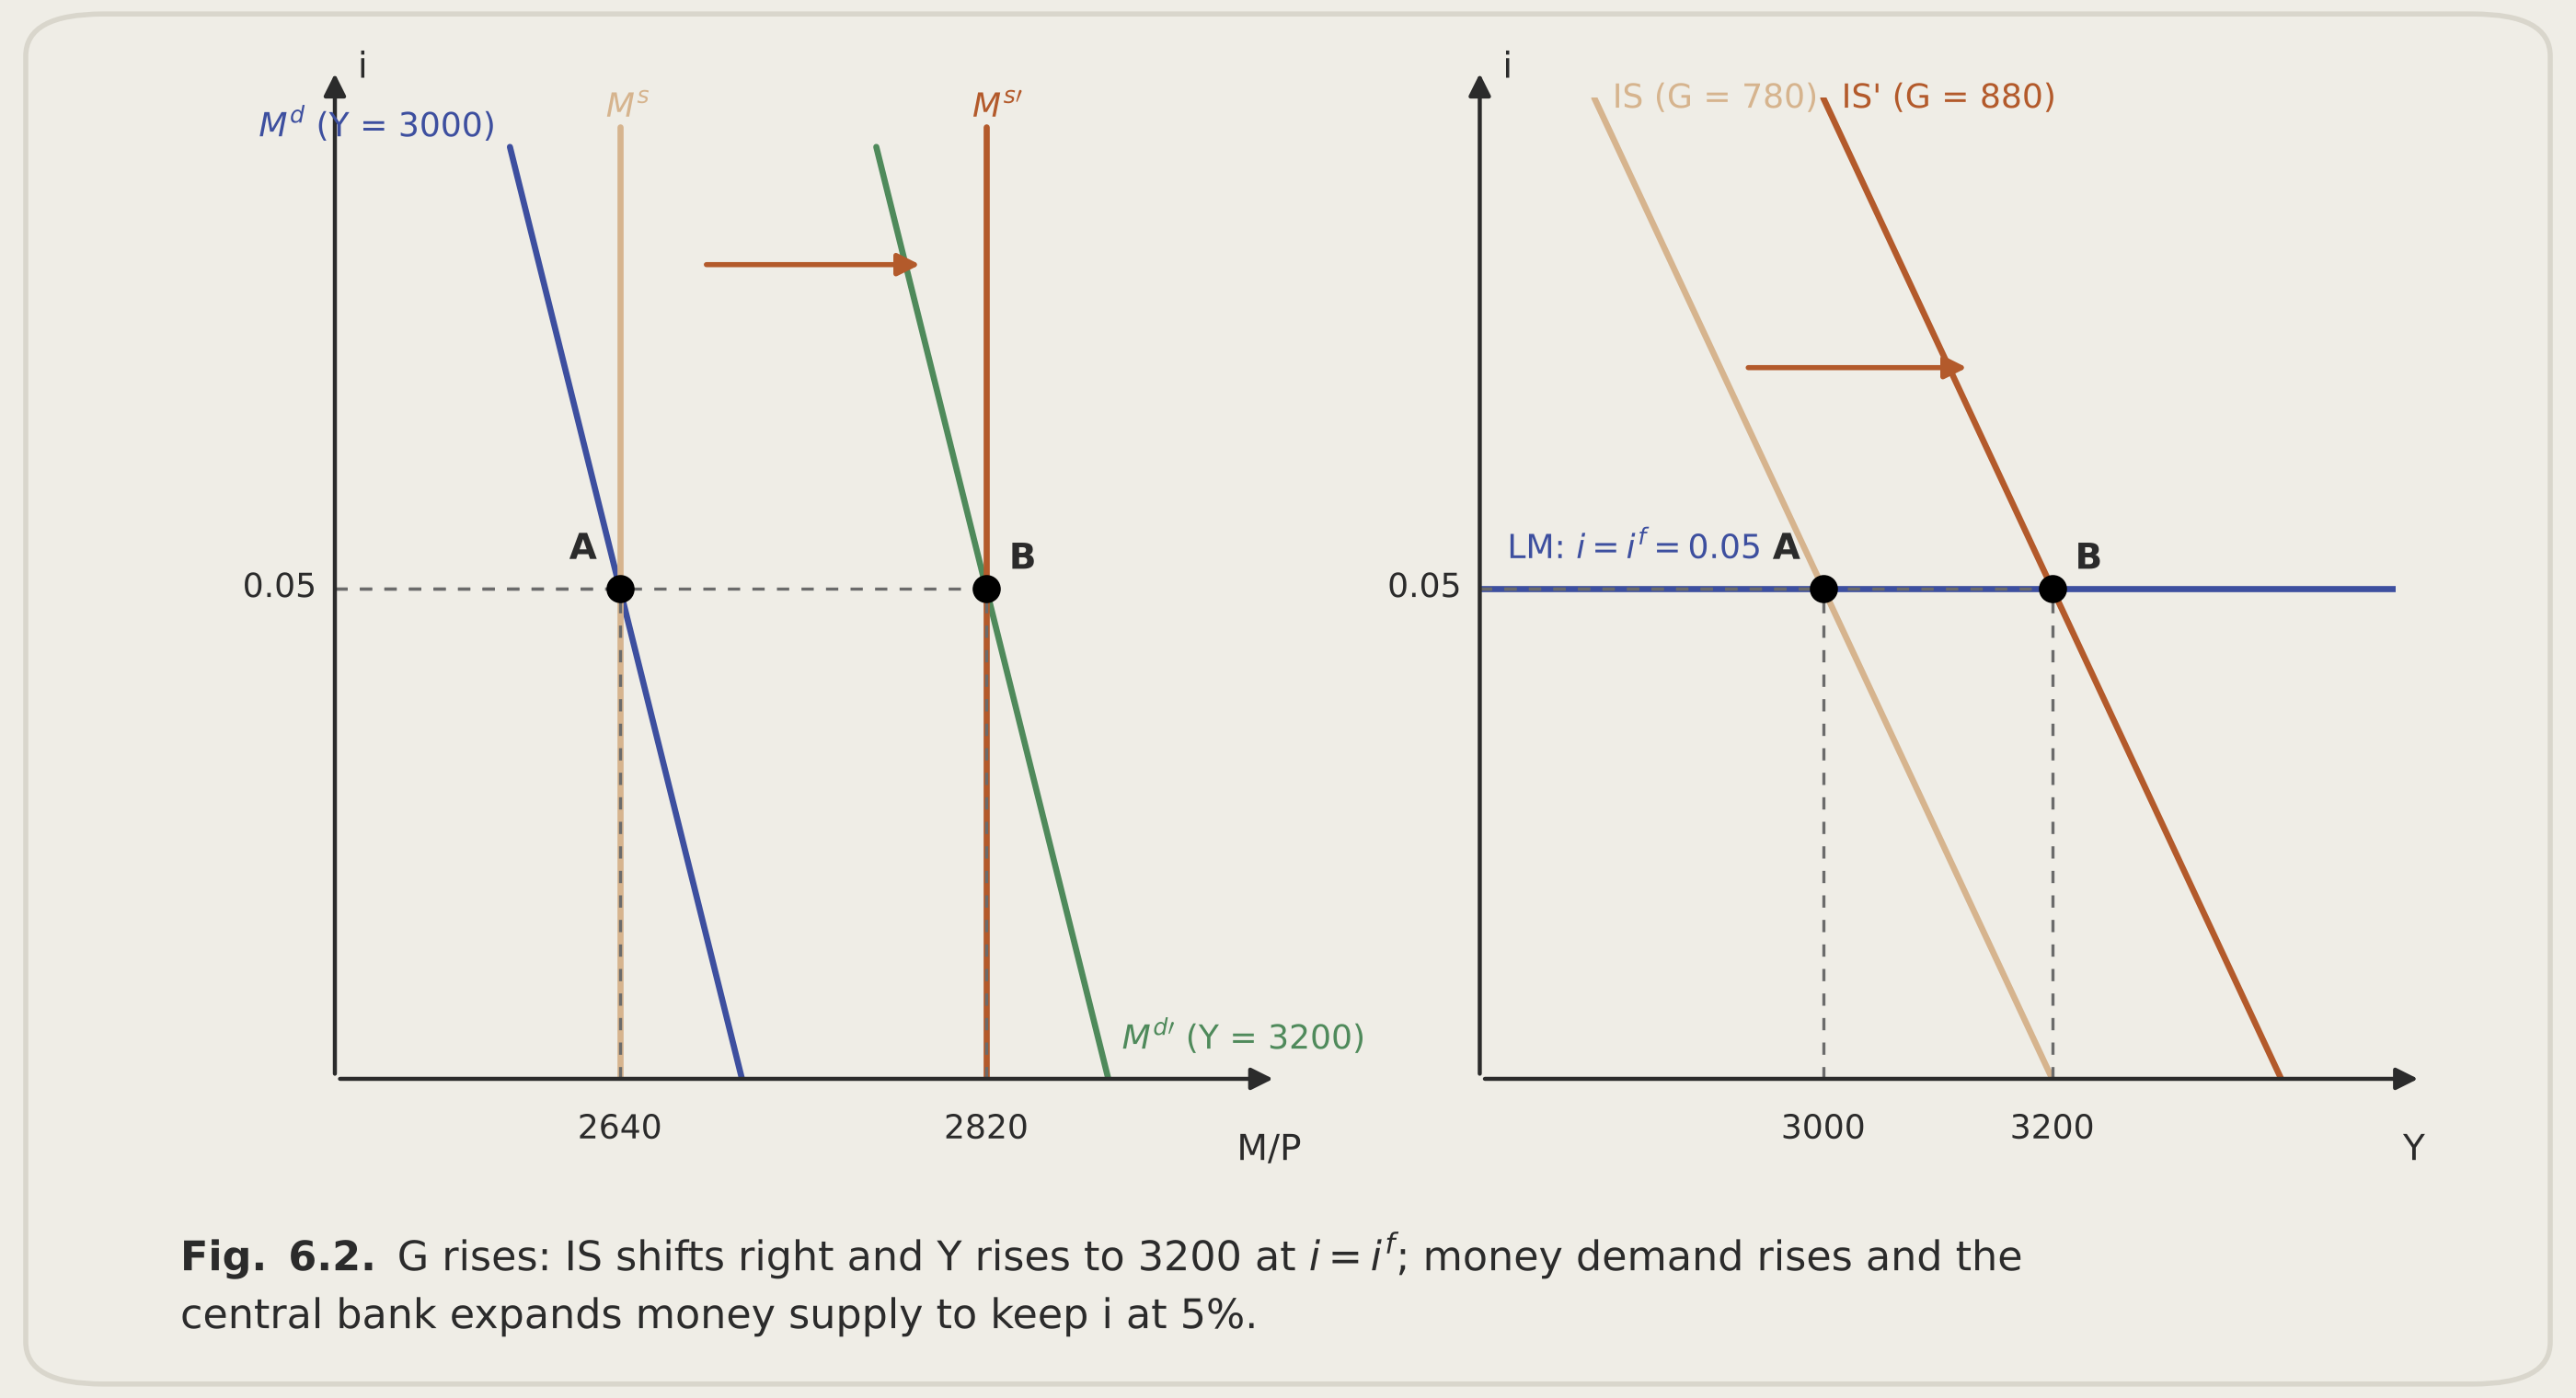 i
M^d (Y = 3000)
M^s
M^s′
A
B
0.05
M^d′ (Y = 3200)
2640
2820
M/P
i
IS (G = 780)
IS' (G = 880)
LM: i = i^f = 0.05
A
B
0.05
3000
3200
Y
Fig. 6.2. G rises: IS shifts right and Y rises to 3200 at i = i^f; money demand rises and the
central bank expands money supply to keep i at 5%.